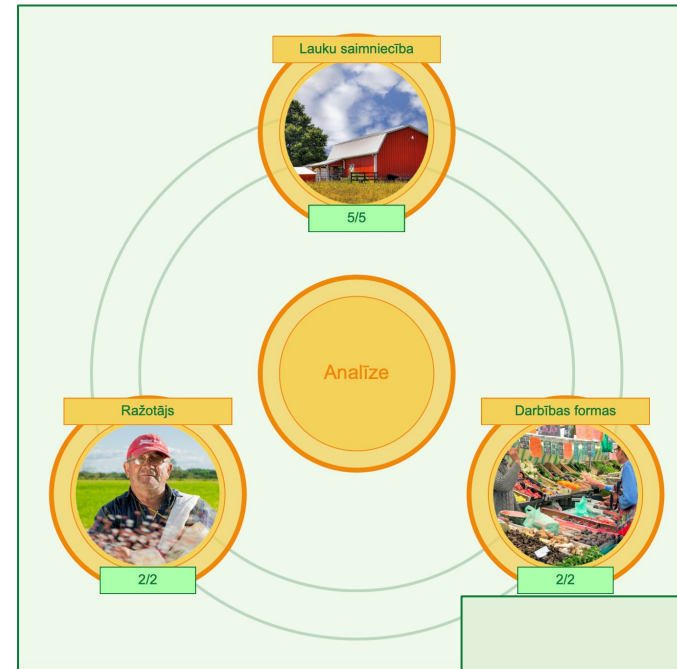 Lauku saimniecība
5/5
Analīze
Ražotājs
Darbības formas
2/2
2/2